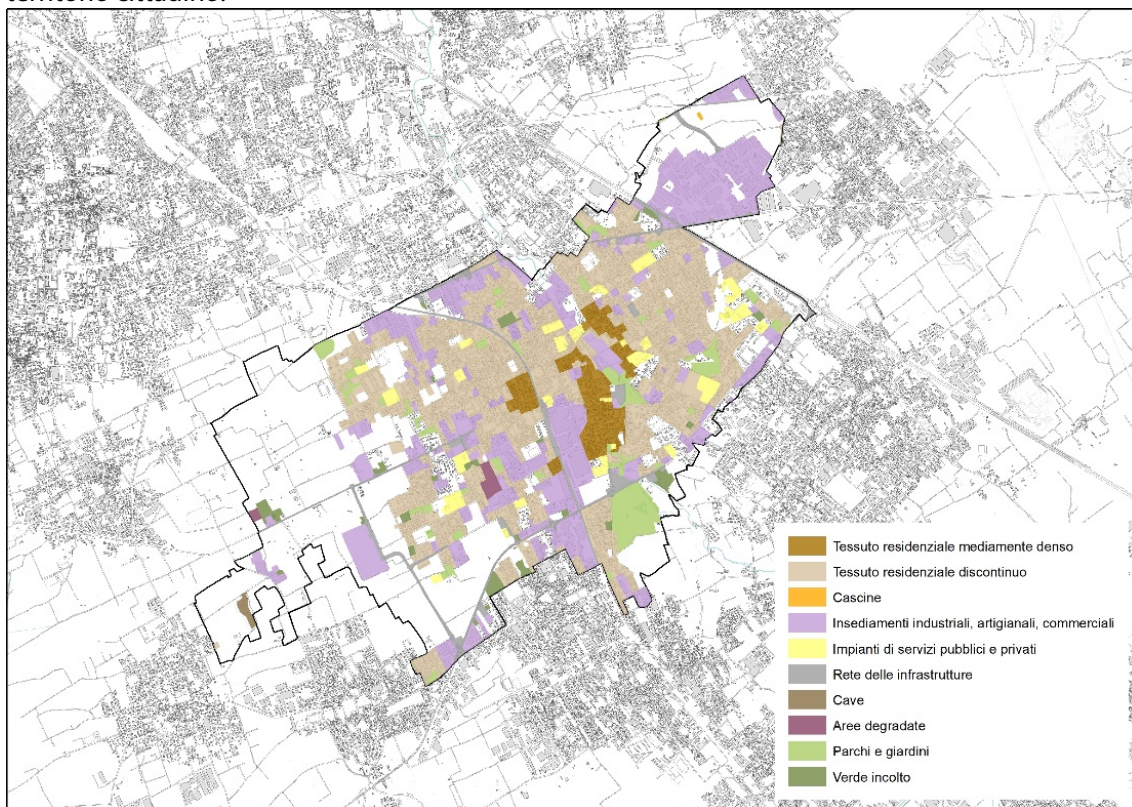 Tessuto residenziale mediamente denso
Tessuto residenziale discontinuo
Cascine
Insediamenti industriali, artigianali, commerciali
Impianti di servizi pubblici e privati
Rete delle infrastrutture
Cave
Aree degradate
Parchi e giardini
Verde incolto